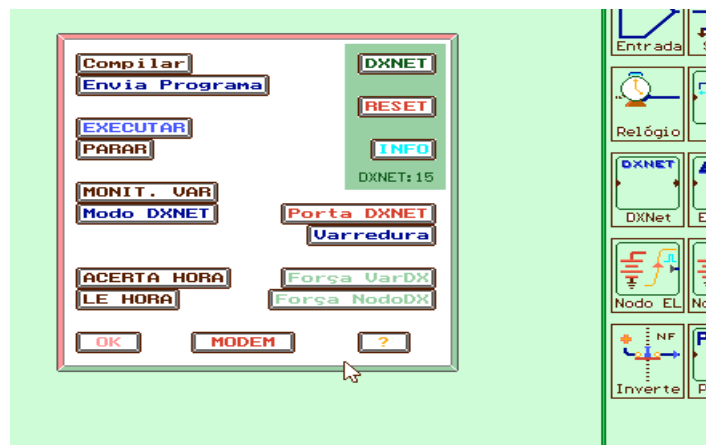 Compilar
DXNET
Envia Programa
RESET
EXECUTAR
PARAR
INFO
DXNET:15
MONIT. VAR
Modo DXNET
Porta DXNET
Varredura
ACERTA HORA
Força VarDX
LE HORA
Força NodoDX
OK
MODEM
?
Entrada
Relógio
DXNET
DXNet
Nodo EL
NF
Inverte